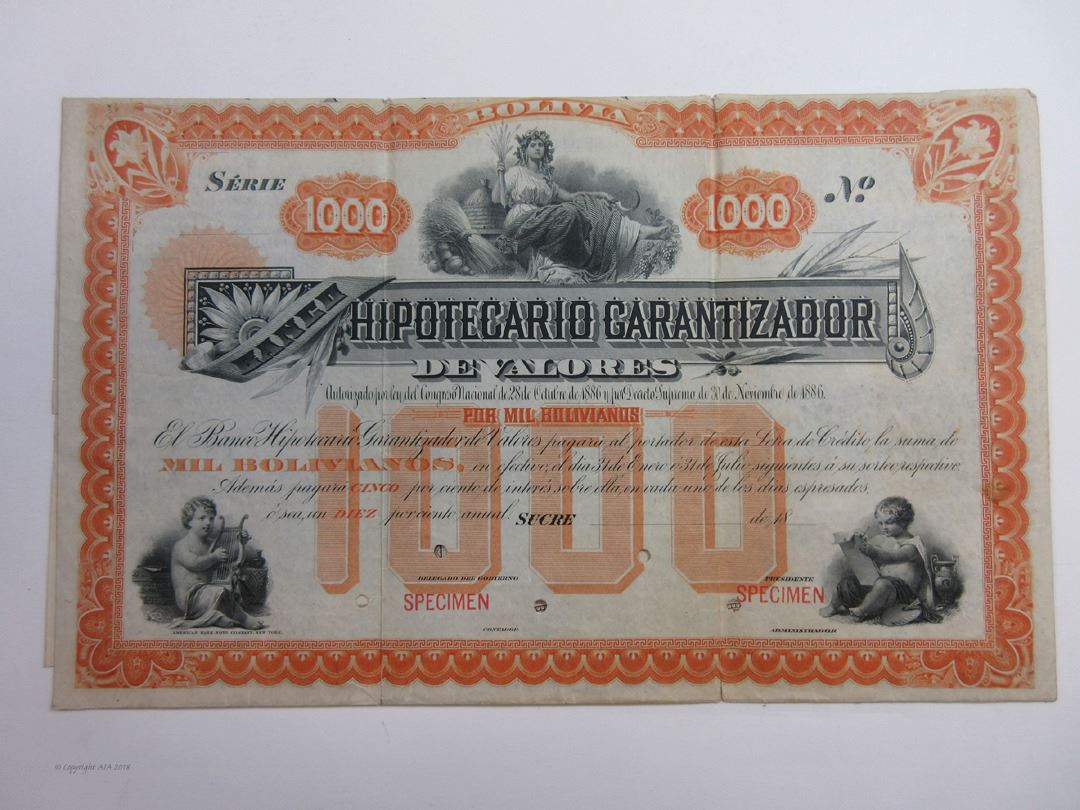 BOLIVIA
SÉRIE
1000
1000
No.
BANCO
HIPOTECARIO GARANTIZADOR
DE VALORES
Autorizado por ley del Congreso Nacional de 28 de Octubre de 1886 y por Decreto Supremo de 30 de Noviembre de 1886.
POR MIL BOLIVIANOS
El Banco Hipotecario Garantizador de Valores pagará al portador de esta Letra de Crédito la suma de
MIL BOLIVIANOS, en efectivo, el dia 31 de Enero o 31 de Julio siguientes á su sorteo respectivo.
Además pagará CINCO por ciento de interés sobre ella, en cada uno de los dias espresados,
ó sea, un DIEZ por ciento anual. SUCRE de 18
1000
DELEGADO DEL GOBIERNO
PRESIDENTE
SPECIMEN
SPECIMEN
CONTADOR
ADMINISTRADOR
AMERICAN BANK NOTE COMPANY, NEW YORK.
© Copyright AIA 2018